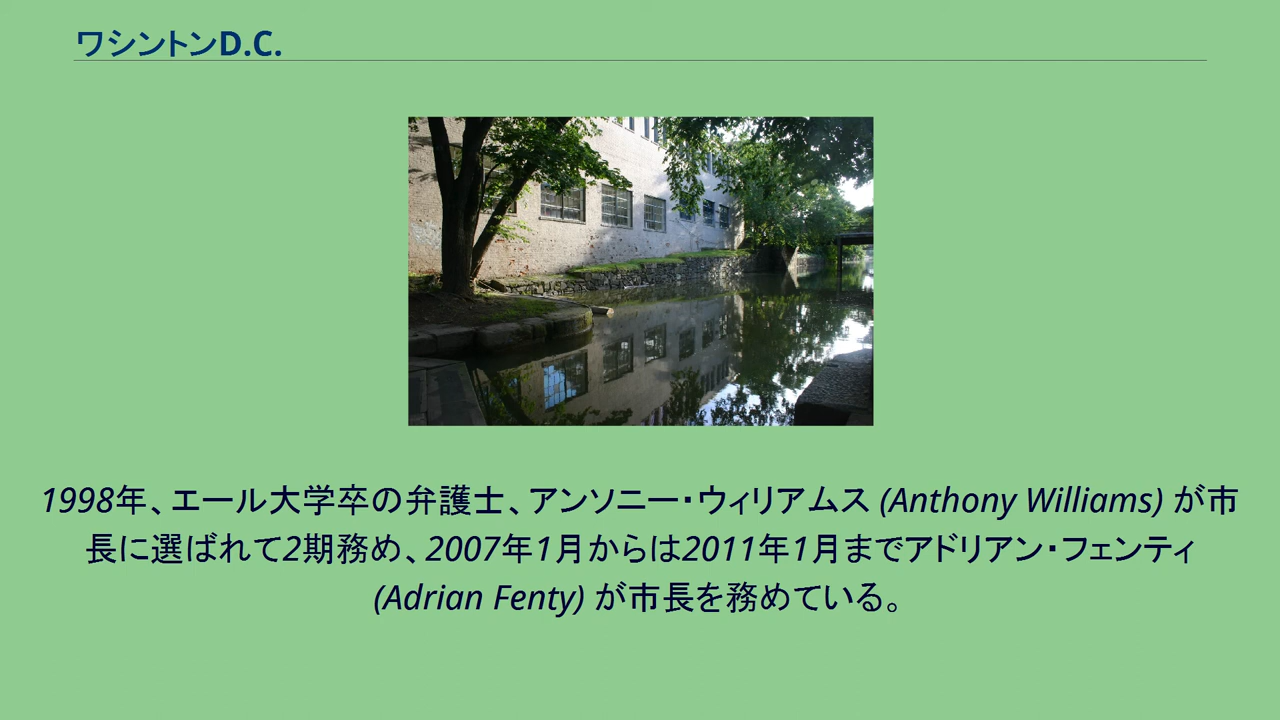 ワシントンD.C.
1998年、エール大学卒の弁護士、アンソニー・ウィリアムス (Anthony Williams) が市
長に選ばれて2期務め、2007年1月からは2011年1月までアドリアン・フェンティ
(Adrian Fenty) が市長を務めている。